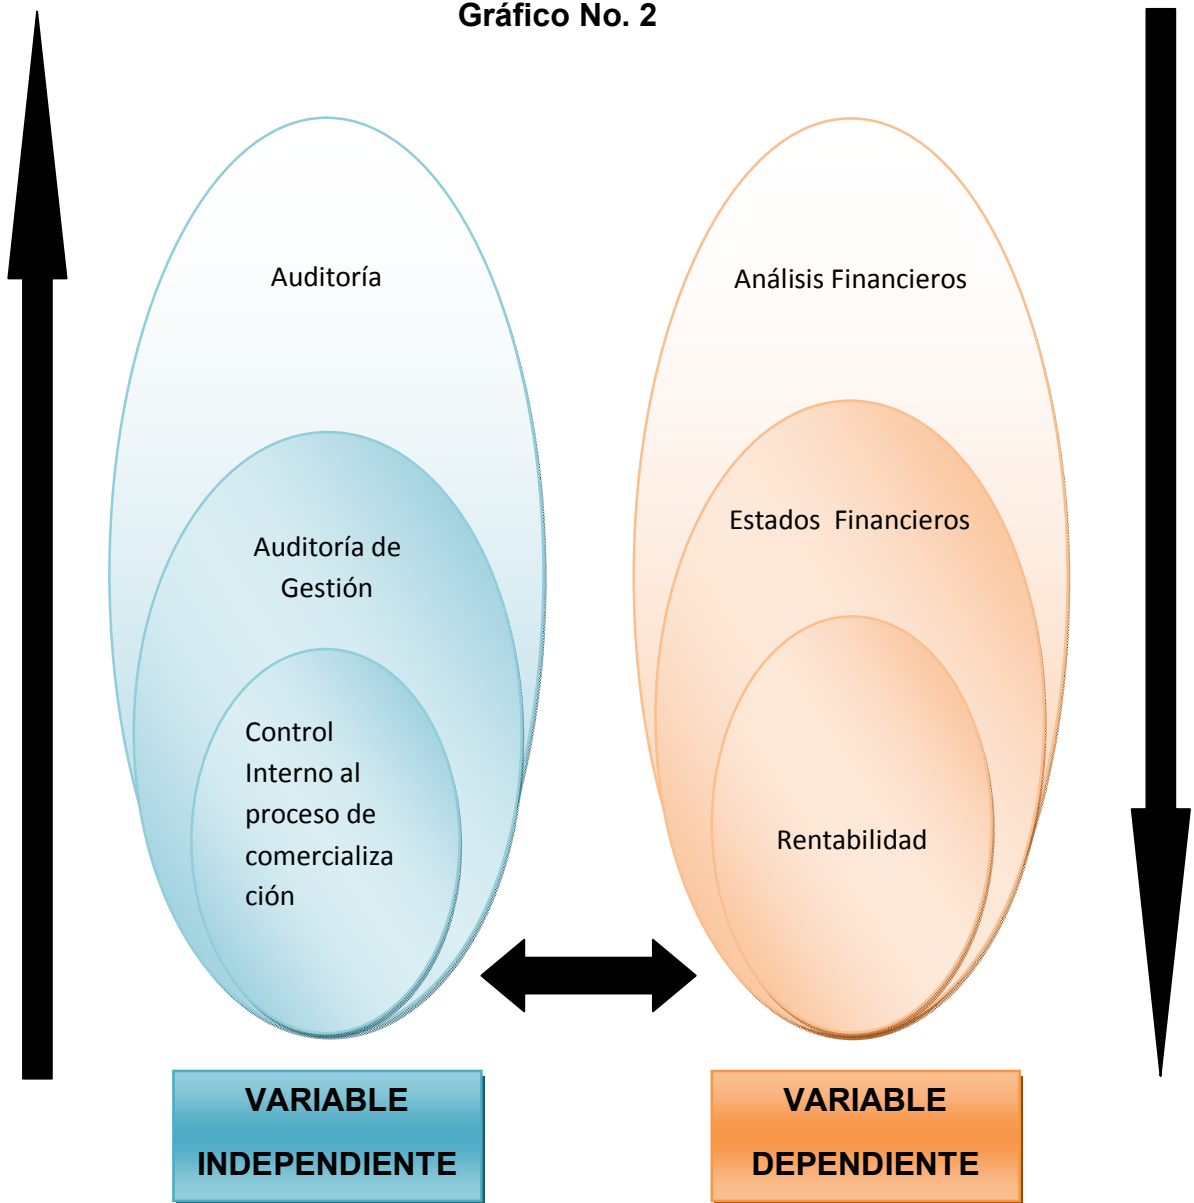 Gráfico No. 2
Auditoría
Auditoría de
Gestión
Control
Interno al
proceso de
comercializa
ción
Análisis Financieros
Estados  Financieros
Rentabilidad
VARIABLE
INDEPENDIENTE
VARIABLE
DEPENDIENTE